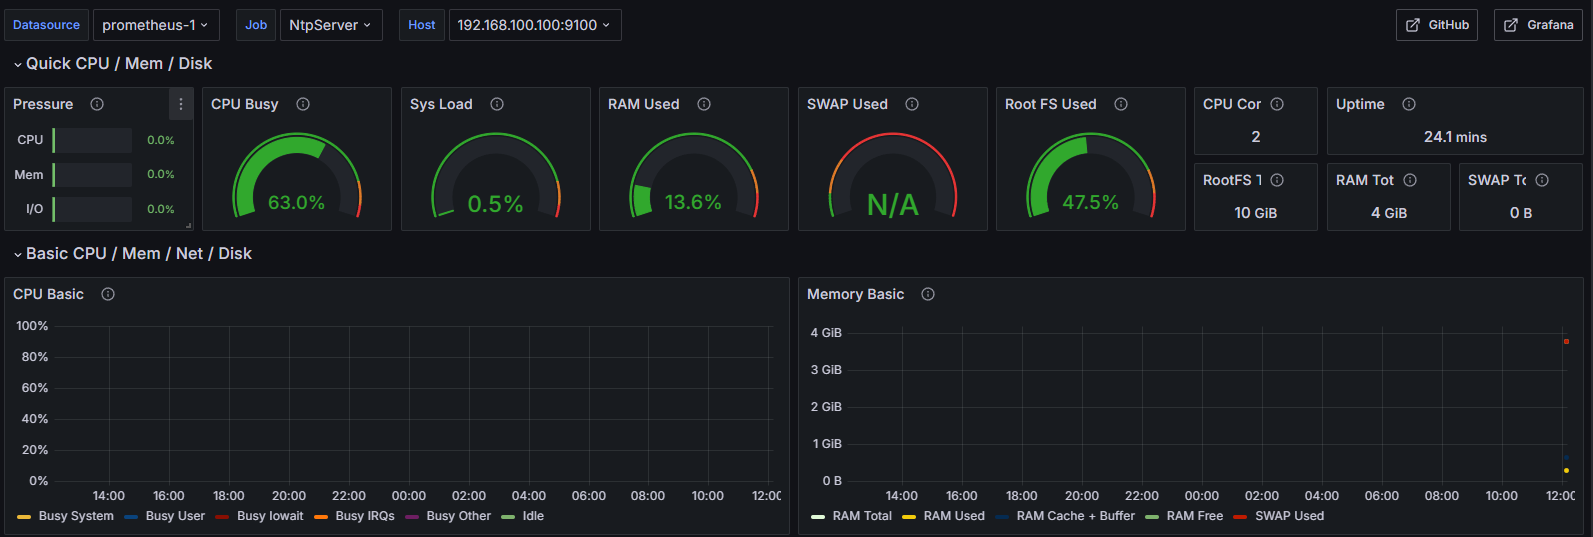 Datasource prometheus-1 Job NtpServer Host 192.168.100.100:9100 GitHub Grafana
Quick CPU / Mem / Disk
Pressure
CPU 0.0%
Mem 0.0%
I/O 0.0%
CPU Busy
63.0%
Sys Load
0.5%
RAM Used
13.6%
SWAP Used
N/A
Root FS Used
47.5%
CPU Cor
2
Uptime
24.1 mins
RootFS T
10 GiB
RAM Tot
4 GiB
SWAP To
0 B
Basic CPU / Mem / Net / Disk
CPU Basic
100%
80%
60%
40%
20%
0%
14:00 16:00 18:00 20:00 22:00 00:00 02:00 04:00 06:00 08:00 10:00 12:00
Busy System Busy User Busy Iowait Busy IRQs Busy Other Idle
Memory Basic
4 GiB
3 GiB
2 GiB
1 GiB
0 B
14:00 16:00 18:00 20:00 22:00 00:00 02:00 04:00 06:00 08:00 10:00 12:00
RAM Total RAM Used RAM Cache + Buffer RAM Free SWAP Used